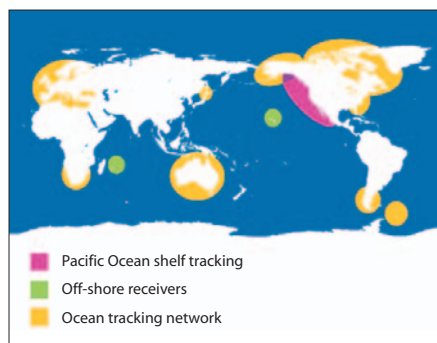 Pacific Ocean shelf tracking
Off-shore receivers
Ocean tracking network